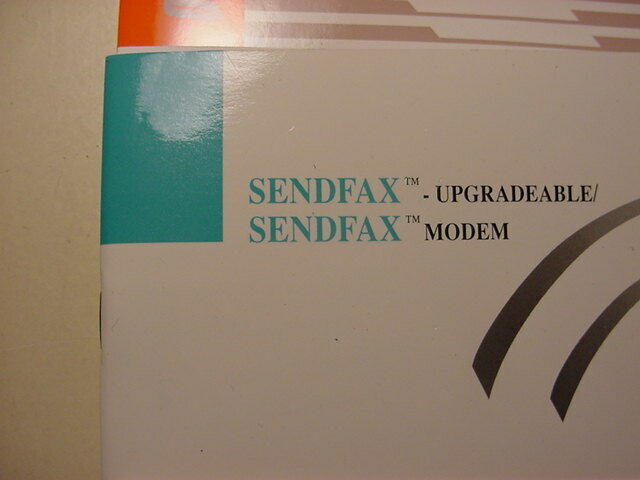 SENDFAX™ - UPGRADEABLE/
SENDFAX™ MODEM